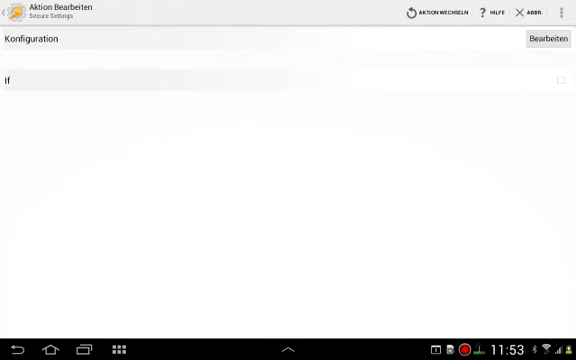 Aktion Bearbeiten
Secure Settings
AKTION WECHSELN
? HILFE
ABBR.
Konfiguration
Bearbeiten
If
11:53